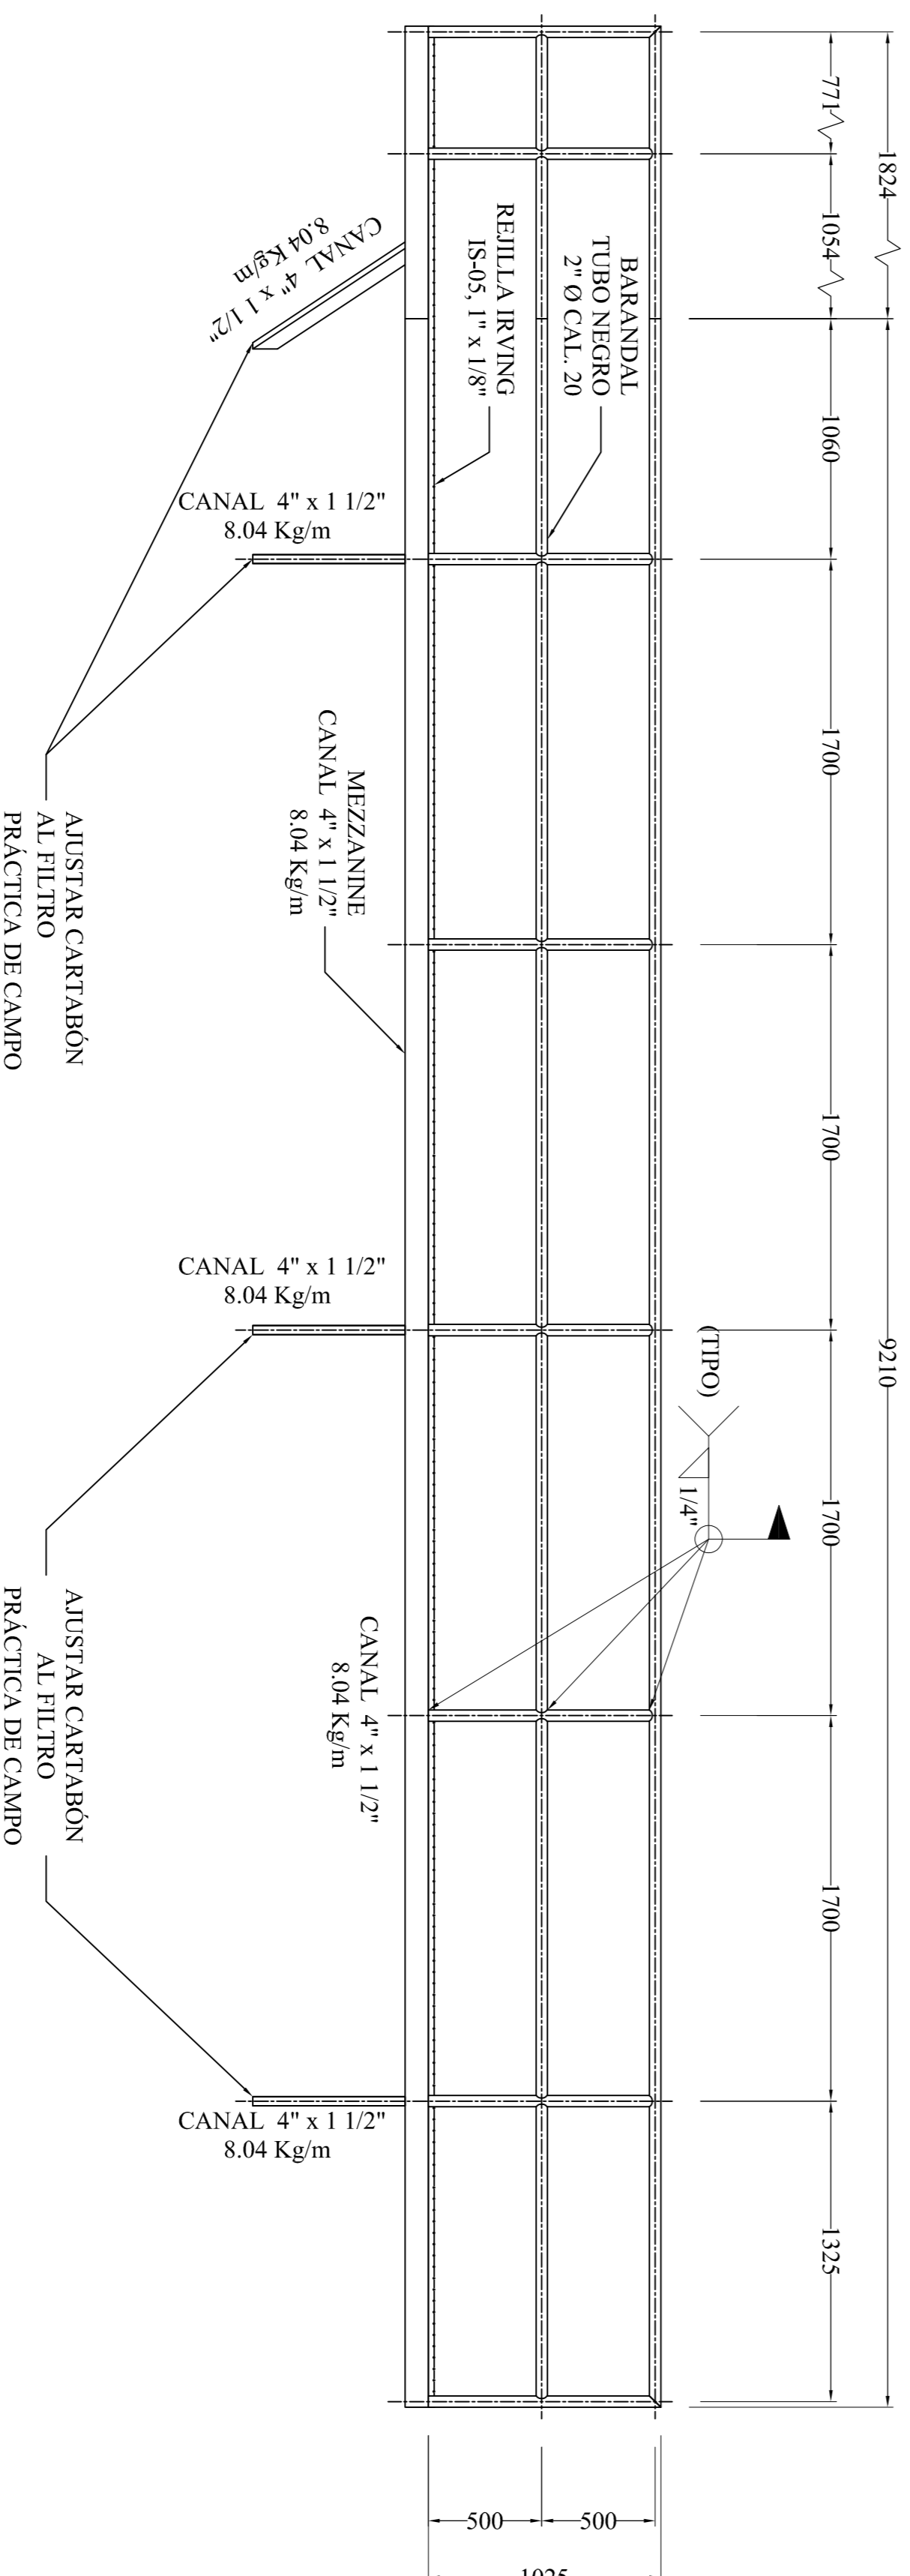 1824
9210
771
1054
1060
1700
1700
1700
1700
1325
(TIPO)
1/4"
BARANDAL
TUBO NEGRO
2" Ø CAL. 20
REJILLA IRVING
IS-05, 1" x 1/8"
CANAL 4" x 1 1/2"
8.04 Kg/m
CANAL 4" x 1 1/2"
8.04 Kg/m
MEZZANINE
CANAL 4" x 1 1/2"
8.04 Kg/m
CANAL 4" x 1 1/2"
8.04 Kg/m
CANAL 4" x 1 1/2"
8.04 Kg/m
CANAL 4" x 1 1/2"
8.04 Kg/m
AJUSTAR CARTABÓN
AL FILTRO
PRÁCTICA DE CAMPO
AJUSTAR CARTABÓN
AL FILTRO
PRÁCTICA DE CAMPO
500
500
1025